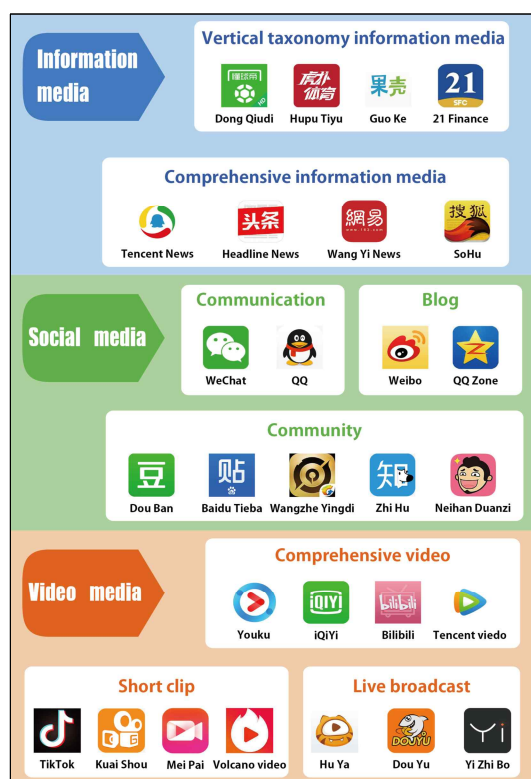 Information
media
Vertical taxonomy information media
懂球帝
HD
虎扑
体育
果壳
21
SFC
Dong Qiudi
Hupu Tiyu
Guo Ke
21 Finance
Comprehensive information media
头条
網易
www.163.com
搜狐
Tencent News
Headline News
Wang Yi News
SoHu
Social media
Communication
Blog
WeChat
QQ
Weibo
QQ Zone
Community
豆
贴
知
Dou Ban
Baidu Tieba
Wangzhe Yingdi
Zhi Hu
Neihan Duanzi
Video media
Comprehensive video
iQIYI
bilibili
Youku
iQiYi
Bilibili
Tencent viedo
Short clip
Live broadcast
DOUYU
Yi
TikTok
Kuai Shou
Mei Pai
Volcano video
Hu Ya
Dou Yu
Yi Zhi Bo